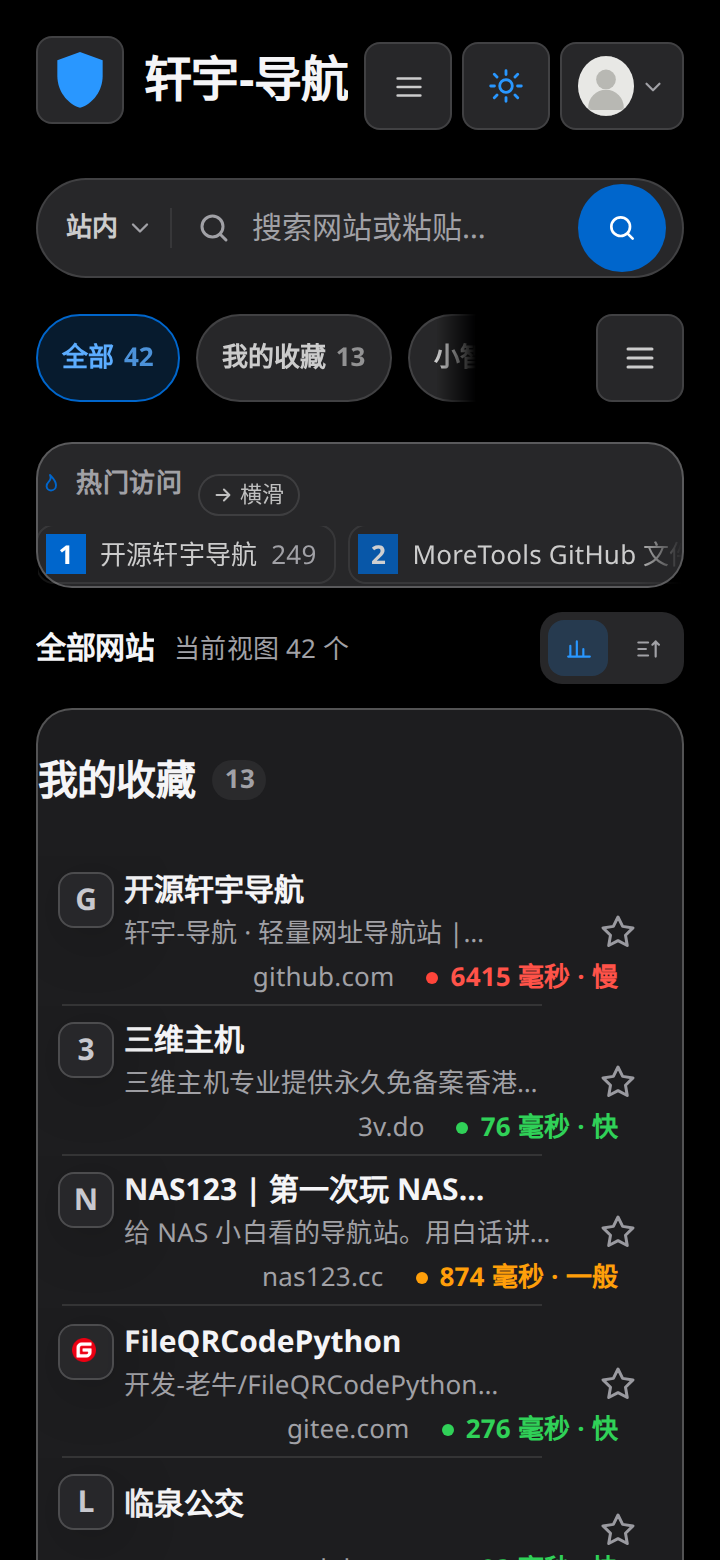 轩宇-导航
站内 搜索网站或粘贴...
全部 42 我的收藏 13 小
热门访问 → 横滑
1 开源轩宇导航 249 2 MoreTools GitHub 文
全部网站 当前视图 42 个
我的收藏 13
G 开源轩宇导航
轩宇-导航 · 轻量网址导航站 |...
github.com 6415 毫秒 · 慢
3 三维主机
三维主机专业提供永久免备案香港...
3v.do 76 毫秒 · 快
N NAS123 | 第一次玩 NAS...
给 NAS 小白看的导航站。用白话讲...
nas123.cc 874 毫秒 · 一般
G FileQRCodePython
开发-老牛/FileQRCodePython...
gitee.com 276 毫秒 · 快
L 临泉公交